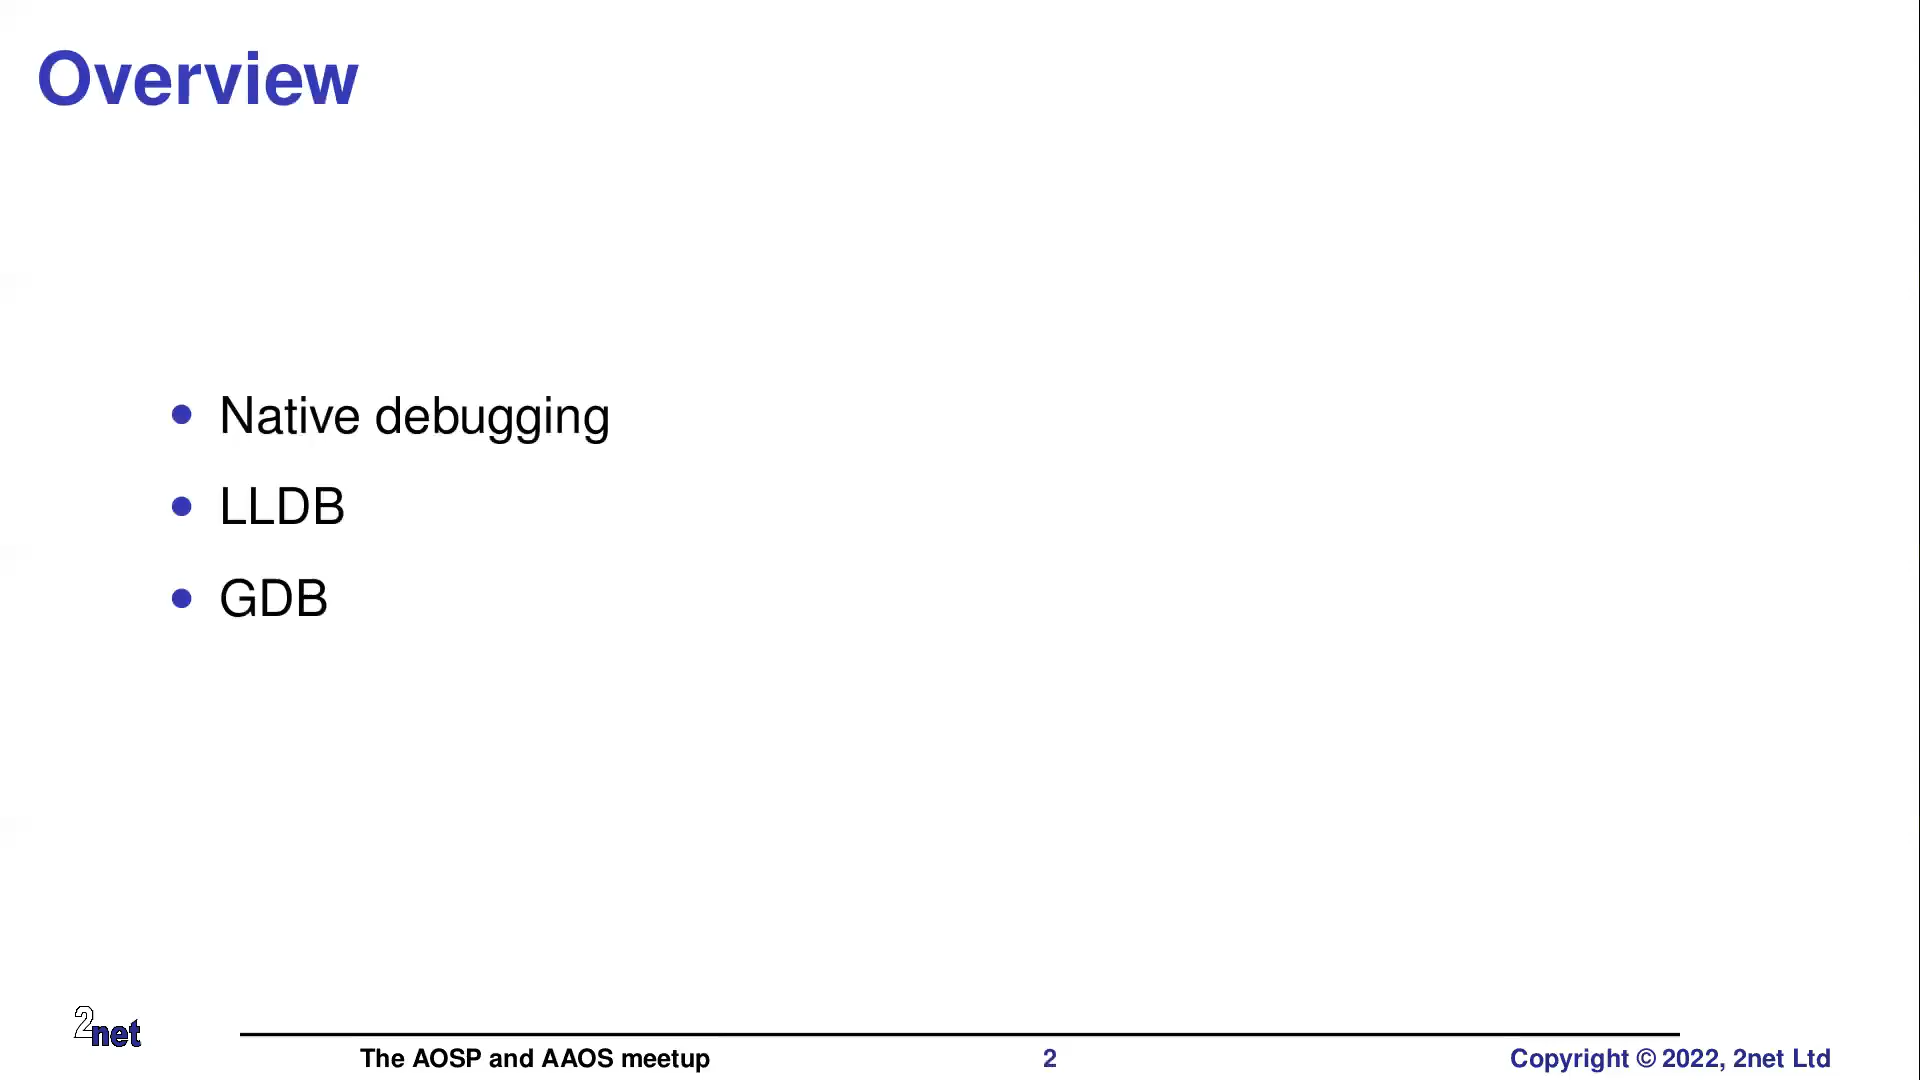 Overview
• Native debugging
• LLDB
• GDB
2net
The AOSP and AAOS meetup
2
Copyright © 2022, 2net Ltd